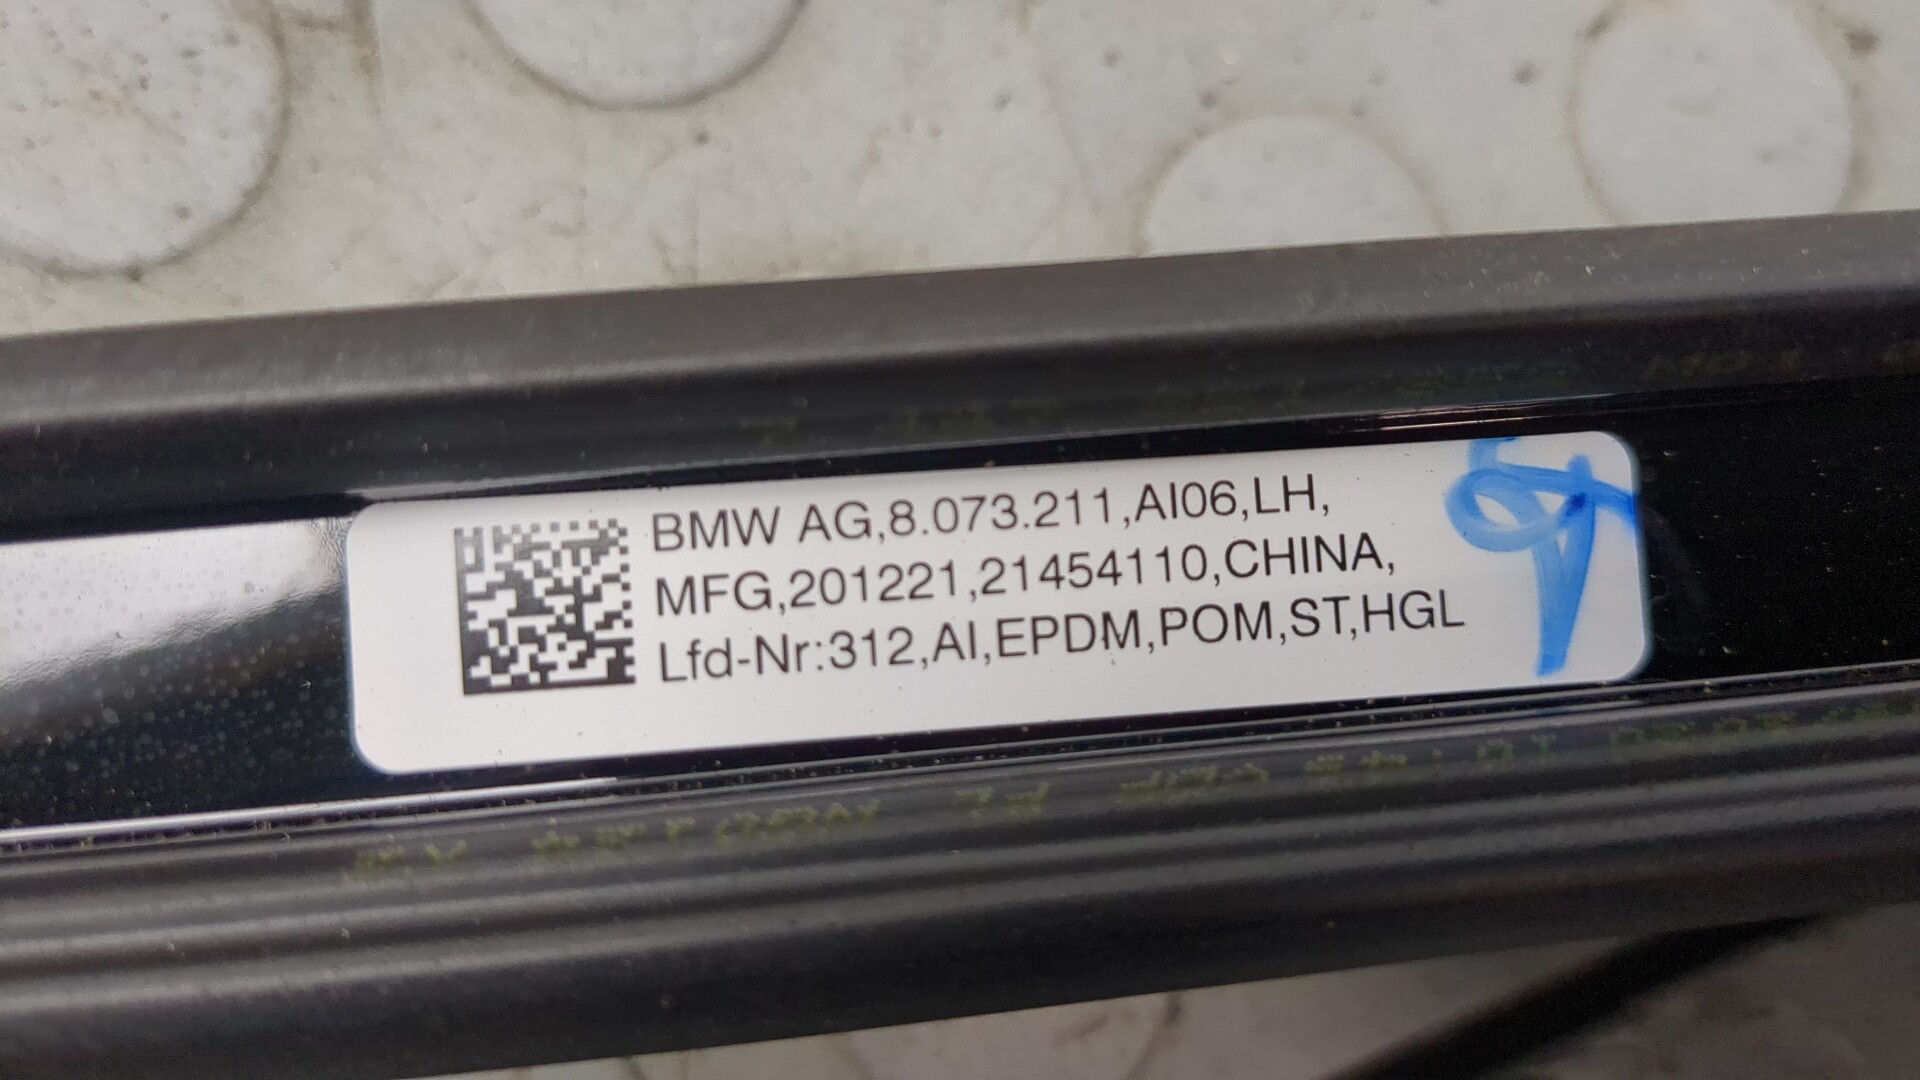 BMW AG,8.073.211,AI06,LH,
MFG,201221,21454110,CHINA,
Lfd-Nr:312,AI,EPDM,POM,ST,HGL